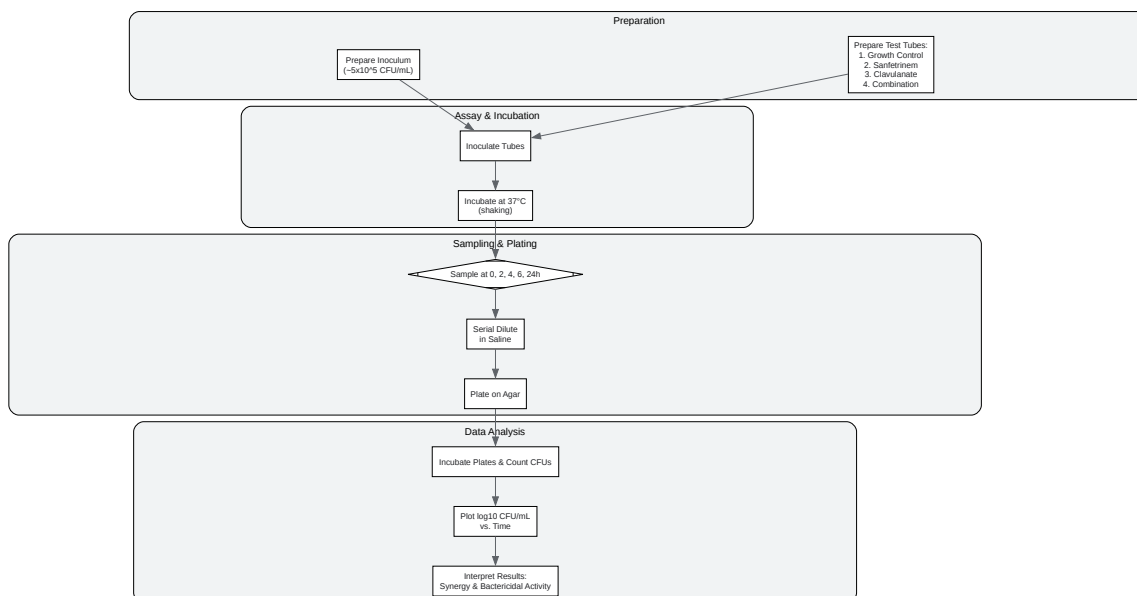 Preparation
Prepare Inoculum
(~5x10^5 CFU/mL)
Prepare Test Tubes:
1. Growth Control
2. Sanfetrinem
3. Clavulanate
4. Combination
Assay & Incubation
Inoculate Tubes
Incubate at 37°C
(shaking)
Sampling & Plating
Sample at 0, 2, 4, 6, 24h
Serial Dilute
in Saline
Plate on Agar
Data Analysis
Incubate Plates & Count CFUs
Plot log10 CFU/mL
vs. Time
Interpret Results:
Synergy & Bactericidal Activity